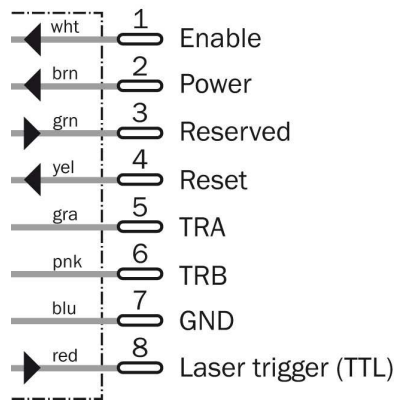 wht 1 Enable
brn 2 Power
grn 3 Reserved
yel 4 Reset
gra 5 TRA
pnk 6 TRB
blu 7 GND
red 8 Laser trigger (TTL)